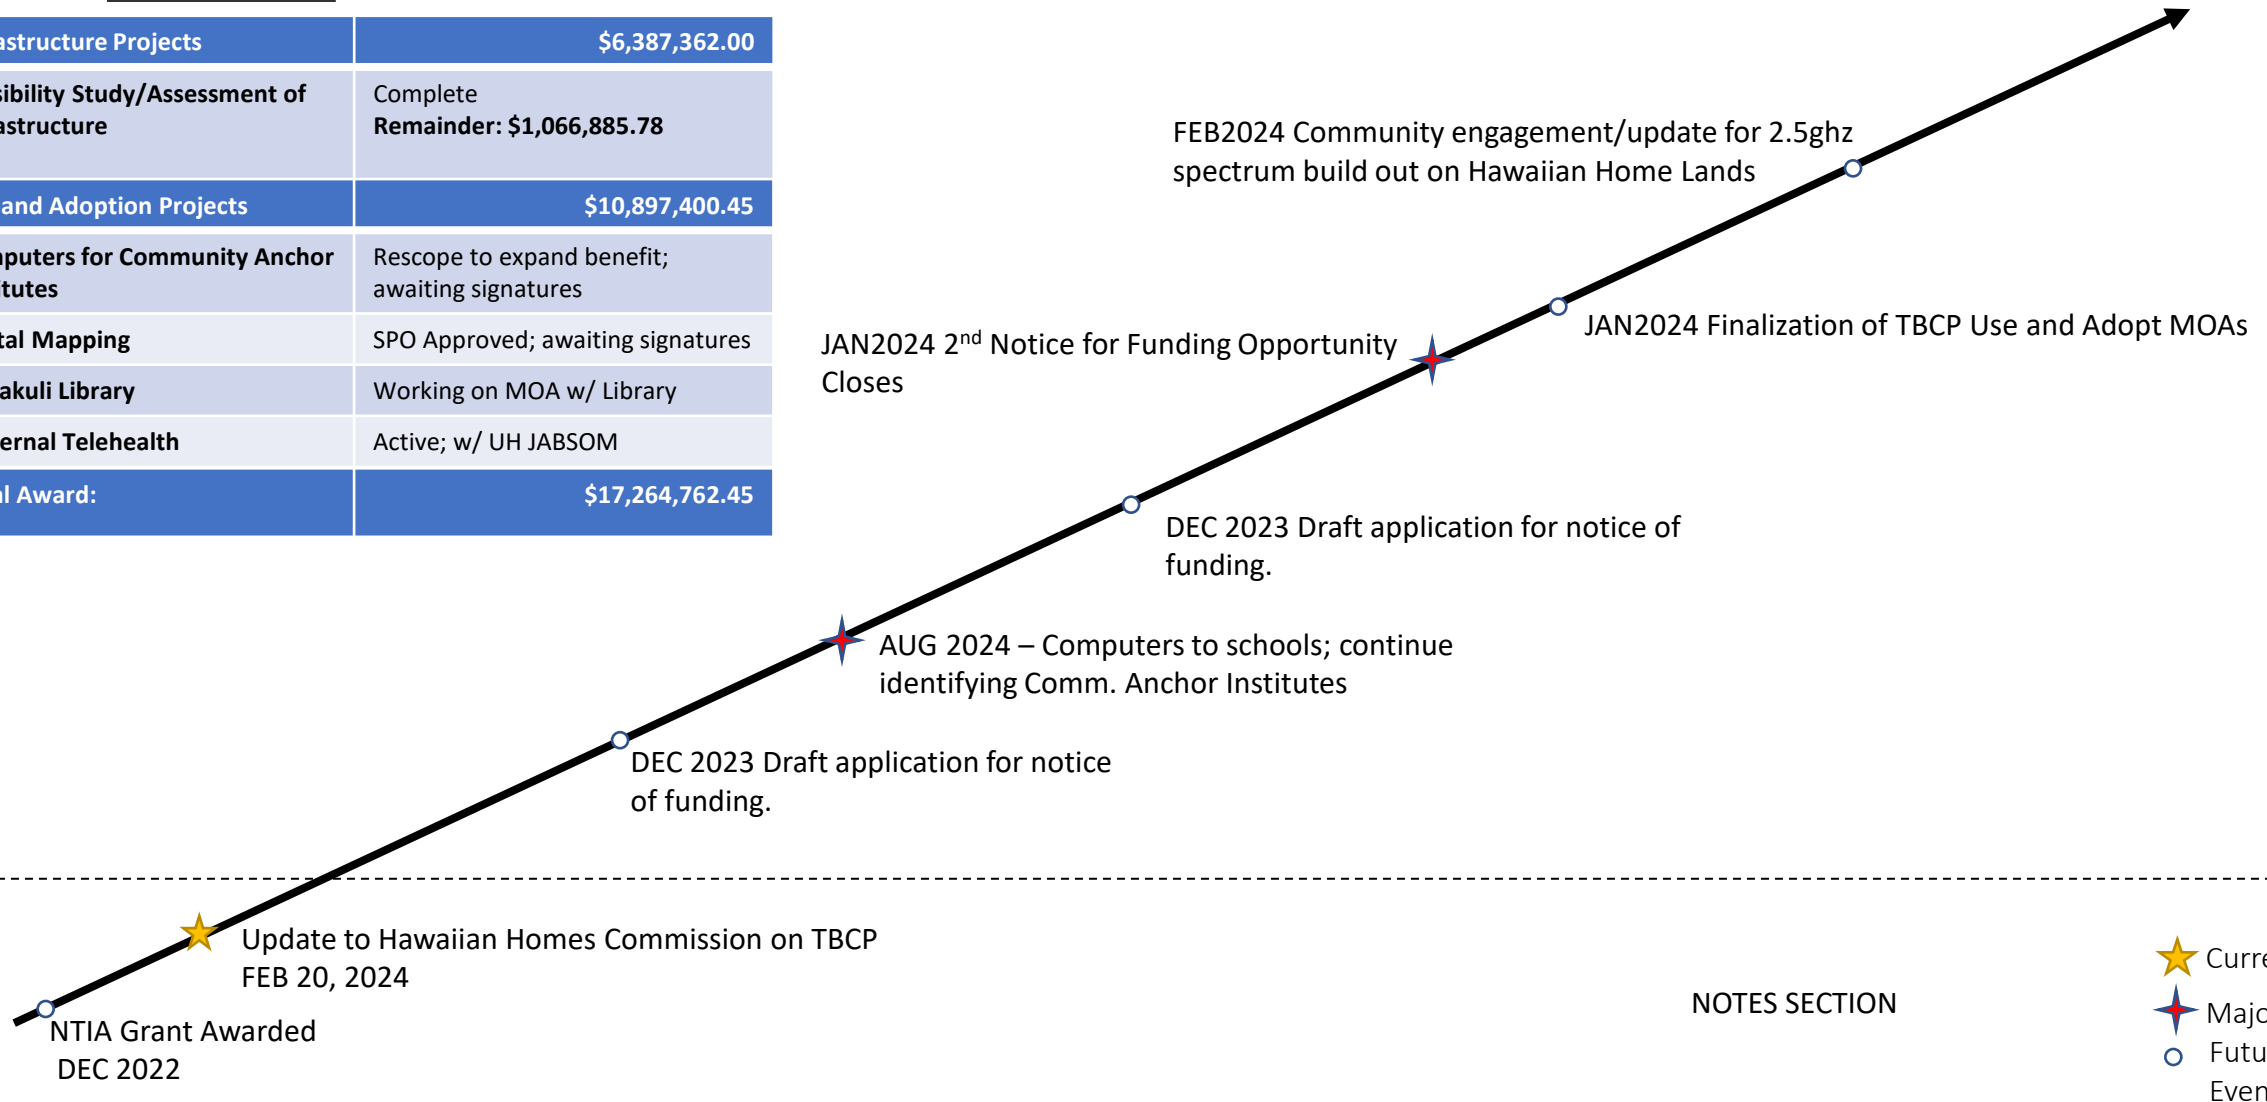 astructure Projects $6,387,362.00
sibility Study/Assessment of Complete
astructure Remainder: $1,066,885.78
and Adoption Projects $10,897,400.45
puters for Community Anchor Rescope to expand benefit;
itutes awaiting signatures
tal Mapping SPO Approved; awaiting signatures
akuli Library Working on MOA w/ Library
ernal Telehealth Active; w/ UH JABSOM
l Award: $17,264,762.45
FEB2024 Community engagement/update for 2.5ghz
spectrum build out on Hawaiian Home Lands
JAN2024 Finalization of TBCP Use and Adopt MOAs
JAN2024 2nd Notice for Funding Opportunity
Closes
DEC 2023 Draft application for notice of
funding.
AUG 2024 – Computers to schools; continue
identifying Comm. Anchor Institutes
DEC 2023 Draft application for notice
of funding.
Update to Hawaiian Homes Commission on TBCP
FEB 20, 2024
NTIA Grant Awarded
DEC 2022
NOTES SECTION
Curre
Majo
Futu
Even